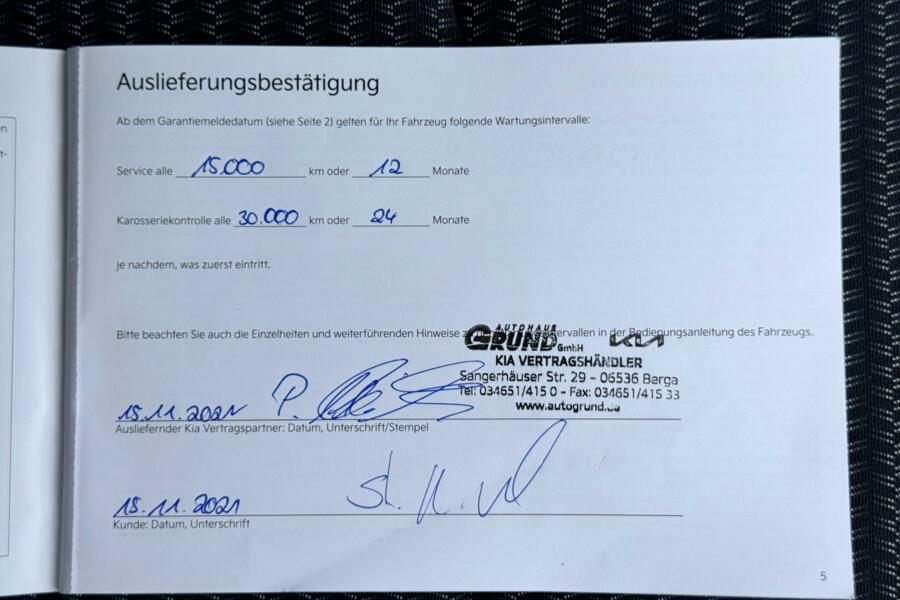 Auslieferungsbestätigung
Ab dem Garantiemeldedatum (siehe Seite 2) gelten für Ihr Fahrzeug folgende Wartungsintervalle:
Service alle 15.000 km oder 12 Monate
Karosseriekontrolle alle 30.000 km oder 24 Monate
je nachdem, was zuerst eintritt.
Bitte beachten Sie auch die Einzelheiten und weiterführenden Hinweise in der Bedienungsanleitung des Fahrzeugs.
AUTOHAUS
GRUND GmbH KIA
KIA VERTRAGSHÄNDLER
Sangerhäuser Str. 29 - 06536 Berga
Tel: 034651/415 0 - Fax: 034651/415 33
www.autogrund.de
15.11.2021
Ausliefernder Kia Vertragspartner: Datum, Unterschrift/Stempel
15.11.2021
Kunde: Datum, Unterschrift
5